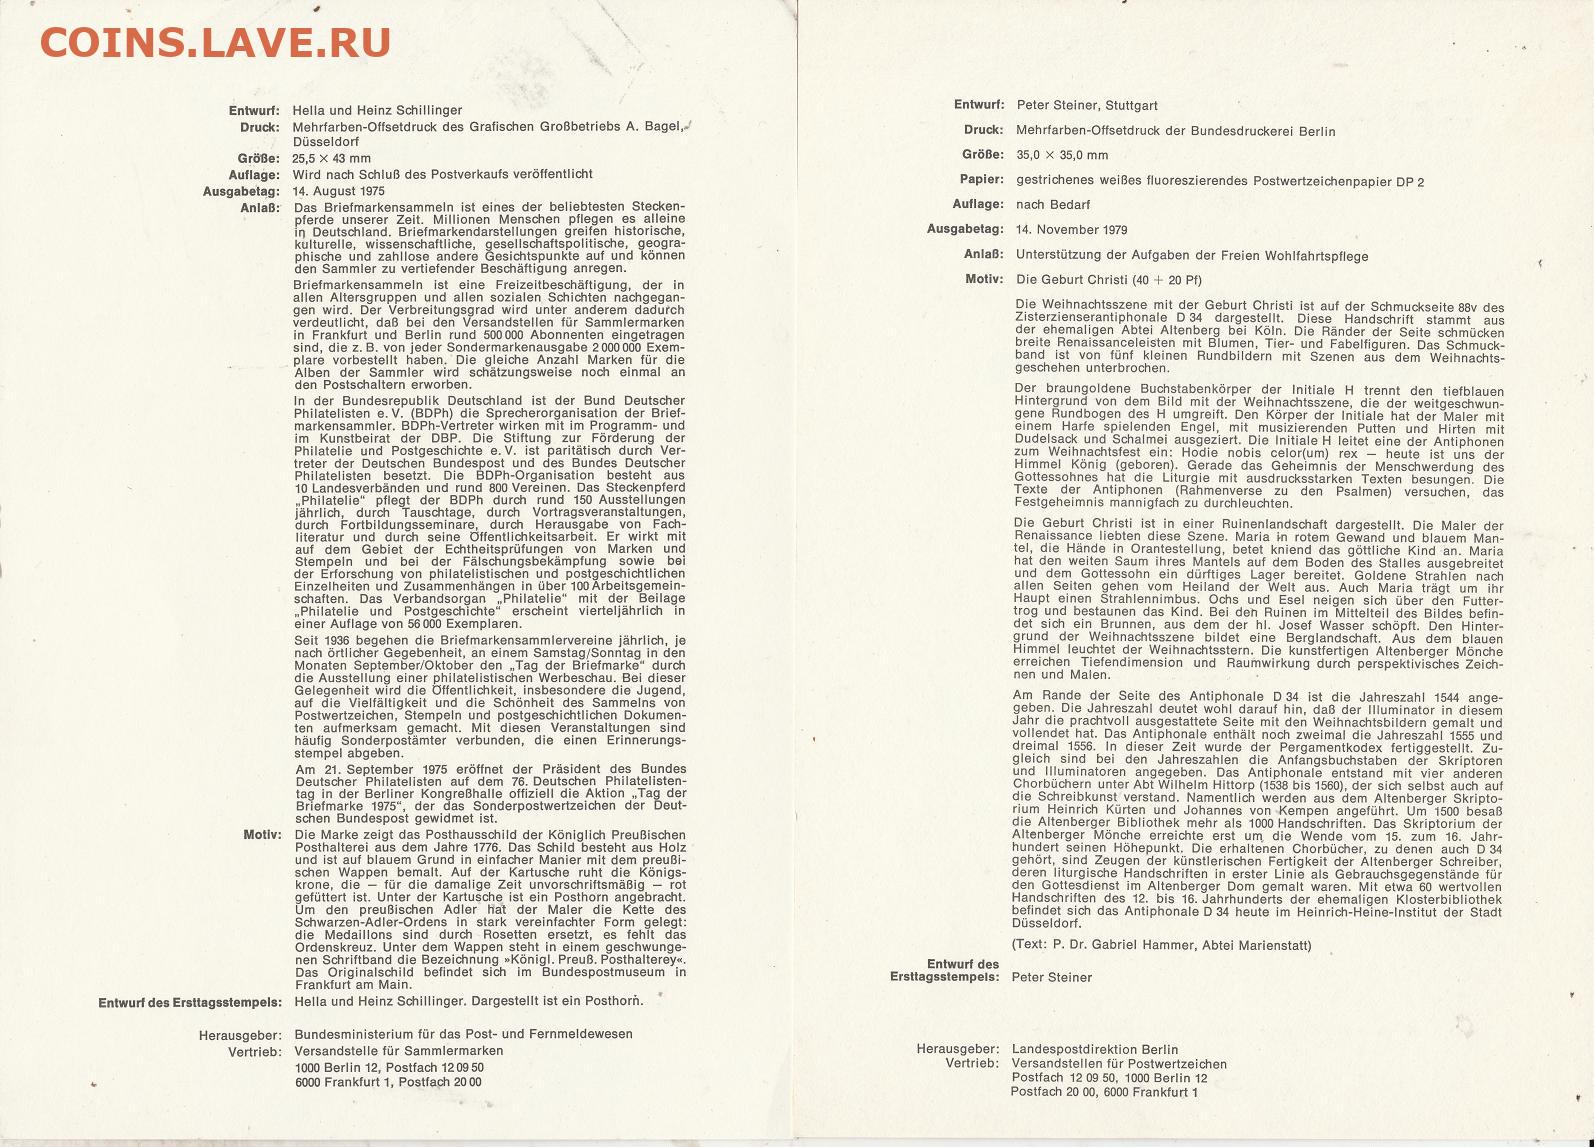 COINS.LAVE.RU
Entwurf: Hella und Heinz Schillinger
Druck: Mehrfarben-Offsetdruck des Grafischen Großbetriebs A. Bagel,
Düsseldorf
Größe: 25,5 × 43 mm
Auflage: Wird nach Schluß des Postverkaufs veröffentlicht
Ausgabetag: 14. August 1975
Anlaß: Das Briefmarkensammeln ist eines der beliebtesten Stecken-
pferde unserer Zeit. Millionen Menschen pflegen es alleine
in Deutschland. Briefmarkendarstellungen greifen historische,
kulturelle, wissenschaftliche, gesellschaftspolitische, geogra-
phische und zahllose andere Gesichtspunkte auf und können
den Sammler zu vertiefender Beschäftigung anregen.
Briefmarkensammeln ist eine Freizeitbeschäftigung, der in
allen Altersgruppen und allen sozialen Schichten nachgegan-
gen wird. Der Verbreitungsgrad wird unter anderem dadurch
verdeutlicht, daß bei den Versandstellen für Sammlermarken
in Frankfurt und Berlin rund 500 000 Abonnenten eingetragen
sind, die z. B. von jeder Sondermarkenausgabe 2 000 000 Exem-
plare vorbestellt haben. Die gleiche Anzahl Marken für die
Alben der Sammler wird schätzungsweise noch einmal an
den Postschaltern erworben.
In der Bundesrepublik Deutschland ist der Bund Deutscher
Philatelisten e. V. (BDPh) die Sprecherorganisation der Brief-
markensammler. BDPh-Vertreter wirken mit im Programm- und
im Kunstbeirat der DBP. Die Stiftung zur Förderung der
Philatelie und Postgeschichte e. V. ist paritätisch durch Ver-
treter der Deutschen Bundespost und des Bundes Deutscher
Philatelisten besetzt. Die BDPh-Organisation besteht aus
10 Landesverbänden und rund 800 Vereinen. Das Steckenpferd
„Philatelie“ pflegt der BDPh durch rund 150 Ausstellungen
jährlich, durch Tauschtage, durch Vortragsveranstaltungen,
durch Fortbildungsseminare, durch Herausgabe von Fach-
literatur und durch seine Öffentlichkeitsarbeit. Er wirkt mit
auf dem Gebiet der Echtheitsprüfungen von Marken und
Stempeln und bei der Fälschungsbekämpfung sowie bei
der Erforschung von philatelistischen und postgeschichtlichen
Einzelheiten und Zusammenhängen in über 100 Arbeitsgemein-
schaften. Das Verbandsorgan „Philatelie“ mit der Beilage
„Philatelie und Postgeschichte“ erscheint vierteljährlich in
einer Auflage von 56 000 Exemplaren.
Seit 1936 begehen die Briefmarkensammlervereine jährlich, je
nach örtlicher Gegebenheit, an einem Samstag/Sonntag in den
Monaten September/Oktober den „Tag der Briefmarke“ durch
die Ausstellung einer philatelistischen Werbeschau. Bei dieser
Gelegenheit wird die Öffentlichkeit, insbesondere die Jugend,
auf die Vielfältigkeit und die Schönheit des Sammelns von
Postwertzeichen, Stempeln und postgeschichtlichen Dokumen-
ten aufmerksam gemacht. Mit diesen Veranstaltungen sind
häufig Sonderpostämter verbunden, die einen Erinnerungs-
stempel abgeben.
Am 21. September 1975 eröffnet der Präsident des Bundes
Deutscher Philatelisten auf dem 76. Deutschen Philatelisten-
tag in der Berliner Kongreßhalle offiziell die Aktion „Tag der
Briefmarke 1975“, der das Sonderpostwertzeichen der Deut-
schen Bundespost gewidmet ist.
Motiv: Die Marke zeigt das Posthausschild der Königlich Preußischen
Posthalterei aus dem Jahre 1776. Das Schild besteht aus Holz
und ist auf blauem Grund in einfacher Manier mit dem preußi-
schen Wappen bemalt. Auf der Kartusche ruht die Königs-
krone, die — für die damalige Zeit unvorschriftsmäßig — rot
gefüttert ist. Unter der Kartusche ist ein Posthorn angebracht.
Um den preußischen Adler hat der Maler die Kette des
Schwarzen-Adler-Ordens in stark vereinfachter Form gelegt:
die Medaillons sind durch Rosetten ersetzt, es fehlt das
Ordenskreuz. Unter dem Wappen steht in einem geschwunge-
nen Schriftband die Bezeichnung »Königl. Preuß. Posthalterey«.
Das Originalschild befindet sich im Bundespostmuseum in
Frankfurt am Main.
Entwurf des Ersttagsstempels: Hella und Heinz Schillinger. Dargestellt ist ein Posthorn.
Herausgeber: Bundesministerium für das Post- und Fernmeldewesen
Vertrieb: Versandstelle für Sammlermarken
1000 Berlin 12, Postfach 12 09 50
6000 Frankfurt 1, Postfach 20 00
Entwurf: Peter Steiner, Stuttgart
Druck: Mehrfarben-Offsetdruck der Bundesdruckerei Berlin
Größe: 35,0 × 35,0 mm
Papier: gestrichenes weißes fluoreszierendes Postwertzeichenpapier DP 2
Auflage: nach Bedarf
Ausgabetag: 14. November 1979
Anlaß: Unterstützung der Aufgaben der Freien Wohlfahrtspflege
Motiv: Die Geburt Christi (40 + 20 Pf)
Die Weihnachtsszene mit der Geburt Christi ist auf der Schmuckseite 88v des
Zisterzienserantiphonale D 34 dargestellt. Diese Handschrift stammt aus
der ehemaligen Abtei Altenberg bei Köln. Die Ränder der Seite schmücken
breite Renaissanceleisten mit Blumen, Tier- und Fabelfiguren. Das Schmuck-
band ist von fünf kleinen Rundbildern mit Szenen aus dem Weihnachts-
geschehen unterbrochen.
Der braungoldene Buchstabenkörper der Initiale H trennt den tiefblauen
Hintergrund von dem Bild mit der Weihnachtsszene, die der weitgeschwun-
gene Rundbogen des H umgreift. Den Körper der Initiale hat der Maler mit
einem Harfe spielenden Engel, mit musizierenden Putten und Hirten mit
Dudelsack und Schalmei ausgeziert. Die Initiale H leitet eine der Antiphonen
zum Weihnachtsfest ein: Hodie nobis celor(um) rex — heute ist uns der
Himmel König (geboren). Gerade das Geheimnis der Menschwerdung des
Gottessohnes hat die Liturgie mit ausdrucksstarken Texten besungen. Die
Texte der Antiphonen (Rahmenverse zu den Psalmen) versuchen, das
Festgeheimnis mannigfach zu durchleuchten.
Die Geburt Christi ist in einer Ruinenlandschaft dargestellt. Die Maler der
Renaissance liebten diese Szene. Maria in rotem Gewand und blauem Man-
tel, die Hände in Orantestellung, betet kniend das göttliche Kind an. Maria
hat den weiten Saum ihres Mantels auf dem Boden des Stalles ausgebreitet
und dem Gottessohn ein dürftiges Lager bereitet. Goldene Strahlen nach
allen Seiten gehen vom Heiland der Welt aus. Auch Maria trägt um ihr
Haupt einen Strahlennimbus. Ochs und Esel neigen sich über den Futter-
trog und bestaunen das Kind. Bei den Ruinen im Mittelteil des Bildes befin-
det sich ein Brunnen, aus dem der hl. Josef Wasser schöpft. Den Hinter-
grund der Weihnachtsszene bildet eine Berglandschaft. Aus dem blauen
Himmel leuchtet der Weihnachtsstern. Die kunstfertigen Altenberger Mönche
erreichen Tiefendimension und Raumwirkung durch perspektivisches Zeich-
nen und Malen.
Am Rande der Seite des Antiphonale D 34 ist die Jahreszahl 1544 ange-
geben. Die Jahreszahl deutet wohl darauf hin, daß der Illuminator in diesem
Jahr die prachtvoll ausgestattete Seite mit den Weihnachtsbildern gemalt und
vollendet hat. Das Antiphonale enthält noch zweimal die Jahreszahl 1555 und
dreimal 1556. In dieser Zeit wurde der Pergamentkodex fertiggestellt. Zu-
gleich sind bei den Jahreszahlen die Anfangsbuchstaben der Skriptoren
und Illuminatoren angegeben. Das Antiphonale entstand mit vier anderen
Chorbüchern unter Abt Wilhelm Hittorp (1538 bis 1560), der sich selbst auch auf
die Schreibkunst verstand. Namentlich werden aus dem Altenberger Skripto-
rium Heinrich Kürten und Johannes von Kempen angeführt. Um 1500 besaß
die Altenberger Bibliothek mehr als 1000 Handschriften. Das Skriptorium der
Altenberger Mönche erreichte erst um die Wende vom 15. zum 16. Jahr-
hundert seinen Höhepunkt. Die erhaltenen Chorbücher, zu denen auch D 34
gehört, sind Zeugen der künstlerischen Fertigkeit der Altenberger Schreiber,
deren liturgische Handschriften in erster Linie als Gebrauchsgegenstände für
den Gottesdienst im Altenberger Dom gemalt waren. Mit etwa 60 wertvollen
Handschriften des 12. bis 16. Jahrhunderts der ehemaligen Klosterbibliothek
befindet sich das Antiphonale D 34 heute im Heinrich-Heine-Institut der Stadt
Düsseldorf.
(Text: P. Dr. Gabriel Hammer, Abtei Marienstatt)
Entwurf des
Ersttagsstempels: Peter Steiner
Herausgeber: Landespostdirektion Berlin
Vertrieb: Versandstellen für Postwertzeichen
Postfach 12 09 50, 1000 Berlin 12
Postfach 20 00, 6000 Frankfurt 1